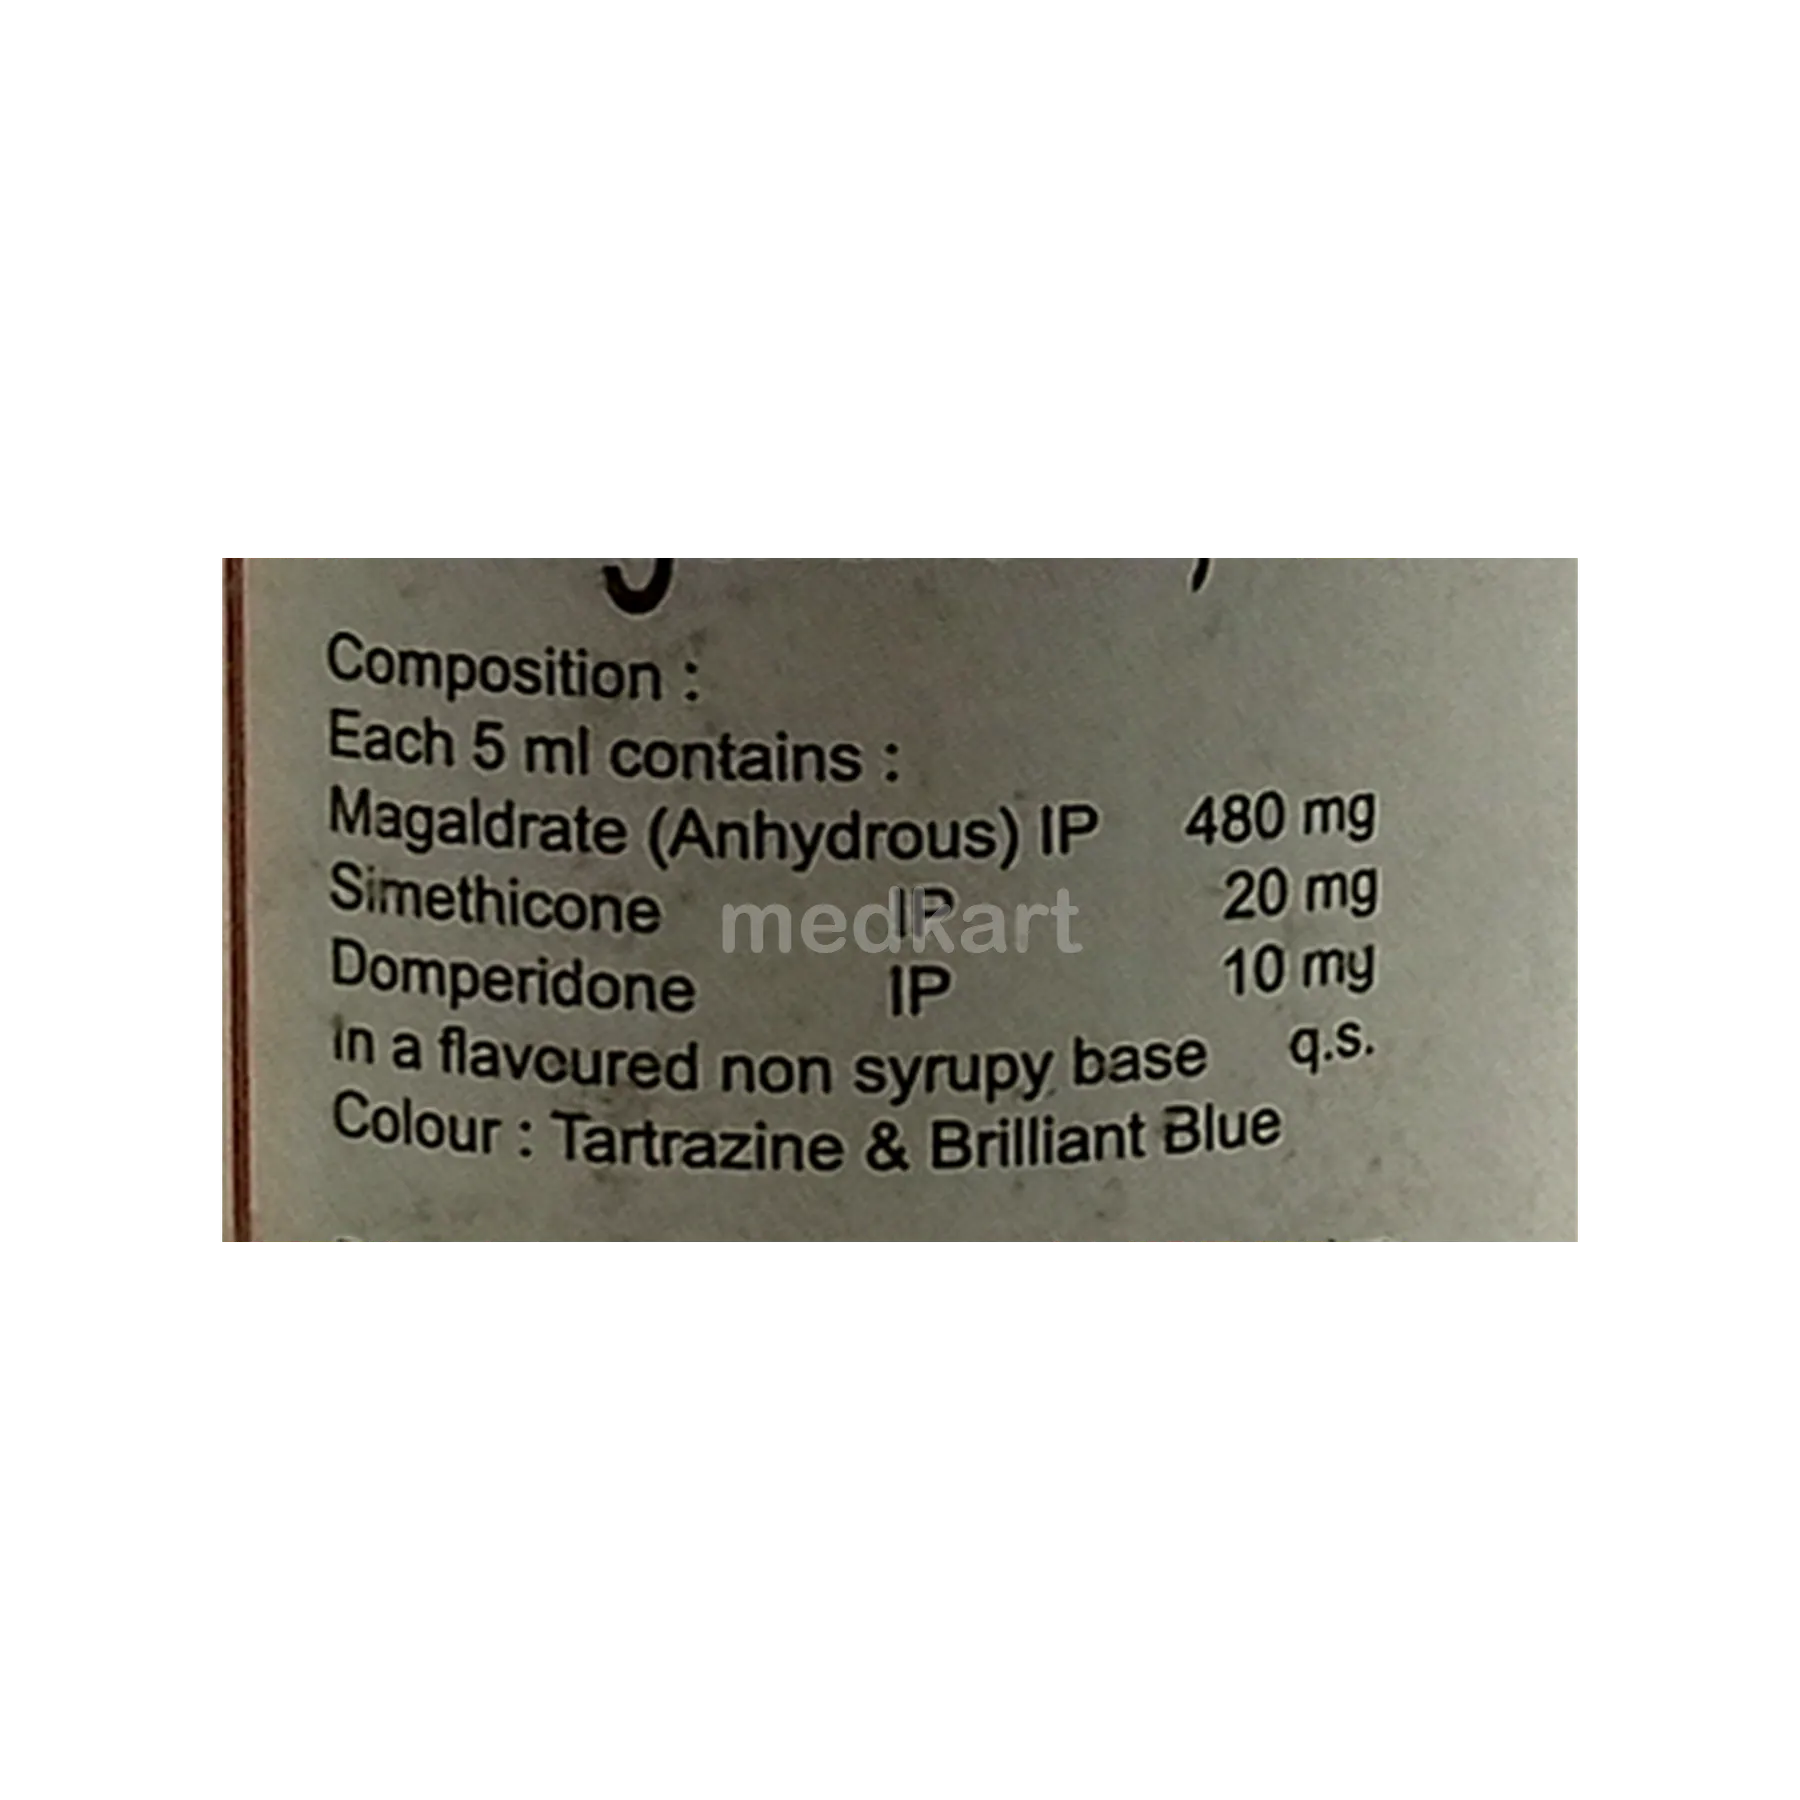 Composition :
Each 5 ml contains :
Magaldrate (Anhydrous) IP 480 mg
Simethicone IP 20 mg
Domperidone IP 10 mg
in a flavoured non syrupy base q.s.
Colour : Tartrazine & Brilliant Blue
medkart